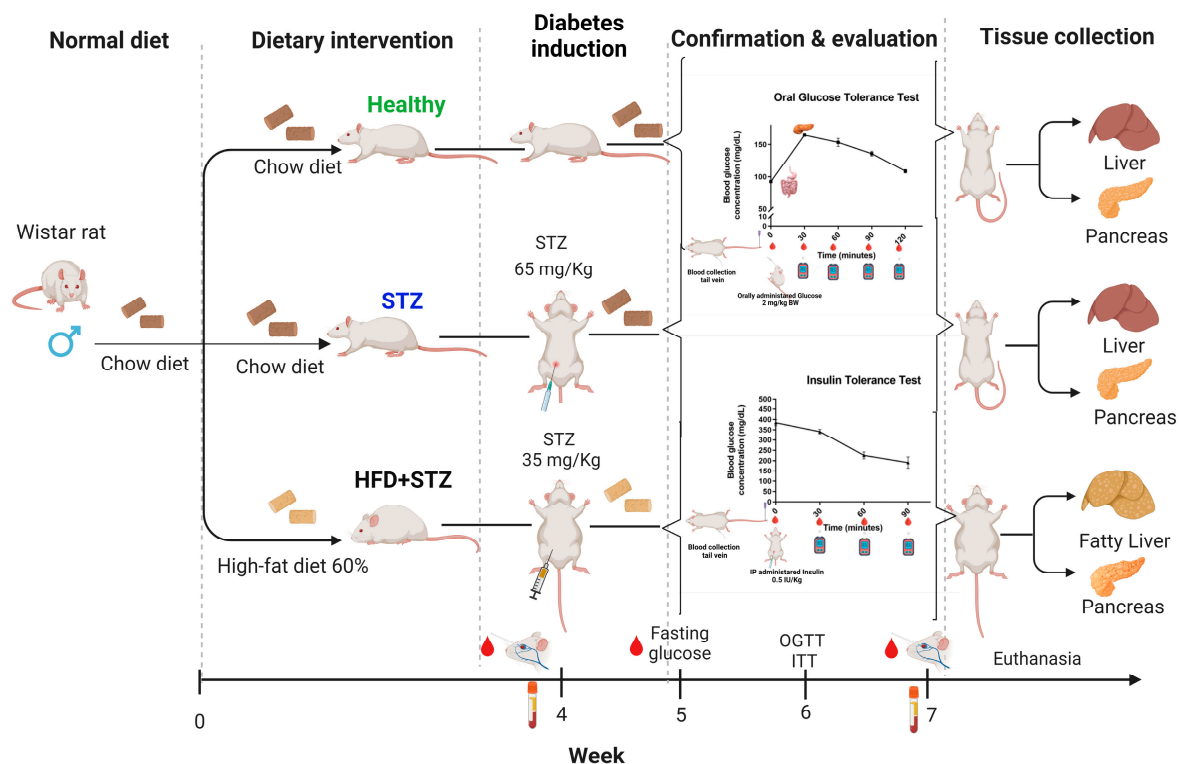 Normal diet
Dietary intervention
Diabetes
induction
Confirmation & evaluation
Tissue collection
Wistar rat
Chow diet
Healthy
Chow diet
STZ
Chow diet
HFD+STZ
High-fat diet 60%
STZ
65 mg/Kg
STZ
35 mg/Kg
Oral Glucose Tolerance Test
Blood glucose
concentration (mg/dL)
150
100
50
10
0
0
30
60
90
120
Time (minutes)
Blood collection
tail vein
Orally administared Glucose
2 mg/kg BW
Insulin Tolerance Test
Blood glucose
concentration (mg/dL)
500
450
400
350
300
250
200
150
100
50
0
0
30
60
90
Time (minutes)
Blood collection
tail vein
IP administared Insulin
0.5 IU/Kg
Liver
Pancreas
Liver
Pancreas
Fatty Liver
Pancreas
Fasting
glucose
OGTT
ITT
Euthanasia
0
4
5
6
7
Week